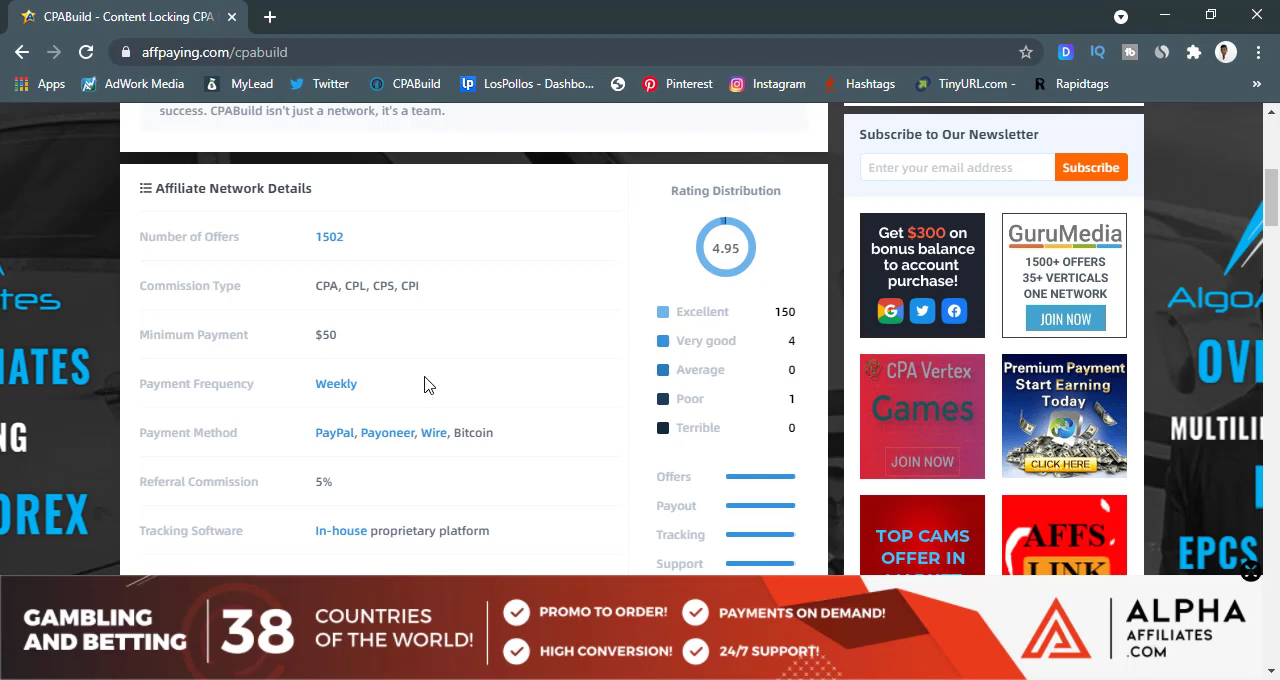 CPABuild - Content Locking CPA
affpaying.com/cpabuild
Apps
AdWork Media
MyLead
Twitter
CPABuild
LosPollos - Dashbo...
Pinterest
Instagram
Hashtags
TinyURL.com -
Rapidtags
success. CPABuild isn't just a network, it's a team.
Affiliate Network Details
Number of Offers 1502
Commission Type CPA, CPL, CPS, CPI
Minimum Payment $50
Payment Frequency Weekly
Payment Method PayPal, Payoneer, Wire, Bitcoin
Referral Commission 5%
Tracking Software In-house proprietary platform
Rating Distribution
4.95
Excellent 150
Very good 4
Average 0
Poor 1
Terrible 0
Offers
Payout
Tracking
Support
Subscribe to Our Newsletter
Enter your email address
Subscribe
Get $300 on
bonus balance
to account
purchase!
GuruMedia
1500+ OFFERS
35+ VERTICALS
ONE NETWORK
JOIN NOW
CPA Vertex
Games
JOIN NOW
Premium Payment
Start Earning
Today
CLICK HERE
TOP CAMS
OFFER IN
AFFS
LINK
GAMBLING
AND BETTING
38
COUNTRIES
OF THE WORLD!
PROMO TO ORDER!
HIGH CONVERSION!
PAYMENTS ON DEMAND!
24/7 SUPPORT!
ALPHA
AFFILIATES
.COM